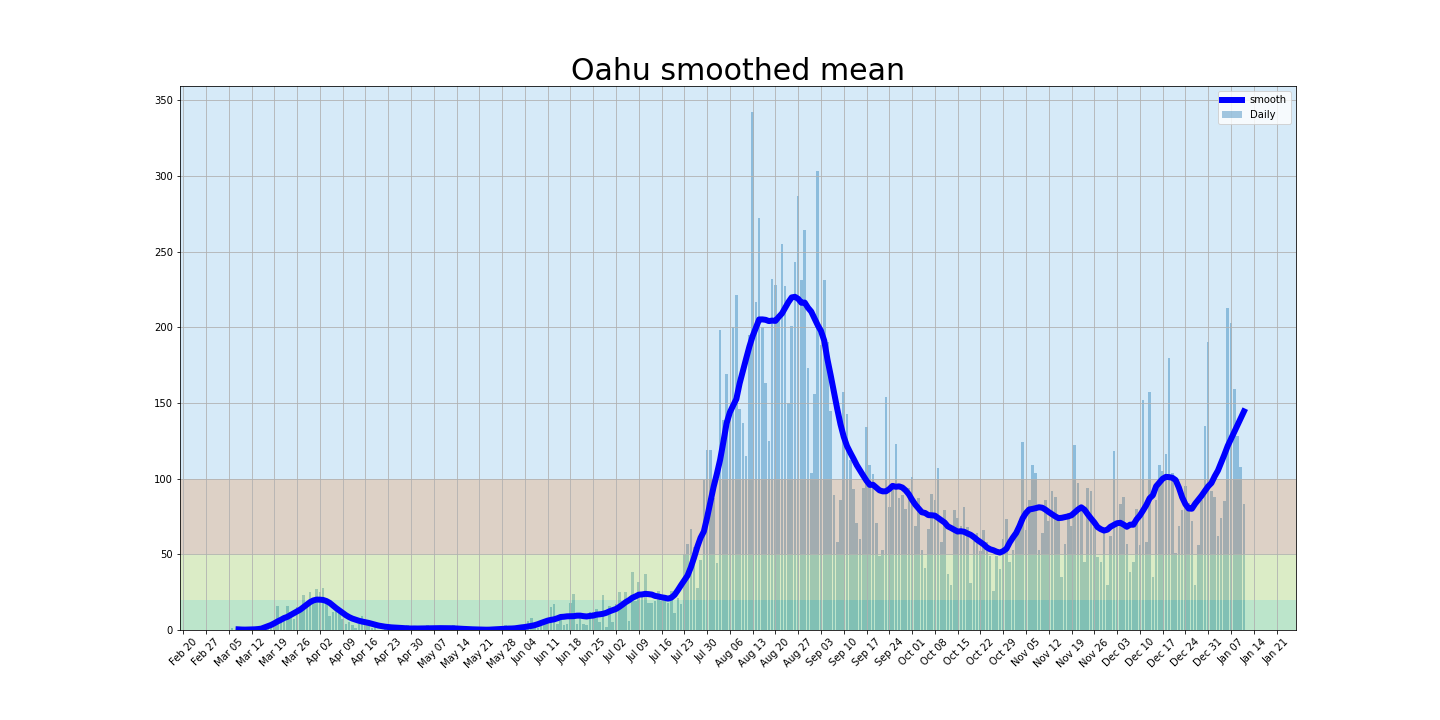 Oahu smoothed mean
smooth
Daily
350
300
250
200
150
100
50
0
Feb 20
Feb 27
Mar 05
Mar 12
Mar 19
Mar 26
Apr 02
Apr 09
Apr 16
Apr 23
Apr 30
May 07
May 14
May 21
May 28
Jun 04
Jun 11
Jun 18
Jun 25
Jul 02
Jul 09
Jul 16
Jul 23
Jul 30
Aug 06
Aug 13
Aug 20
Aug 27
Sep 03
Sep 10
Sep 17
Sep 24
Oct 01
Oct 08
Oct 15
Oct 22
Oct 29
Nov 05
Nov 12
Nov 19
Nov 26
Dec 03
Dec 10
Dec 17
Dec 24
Dec 31
Jan 07
Jan 14
Jan 21